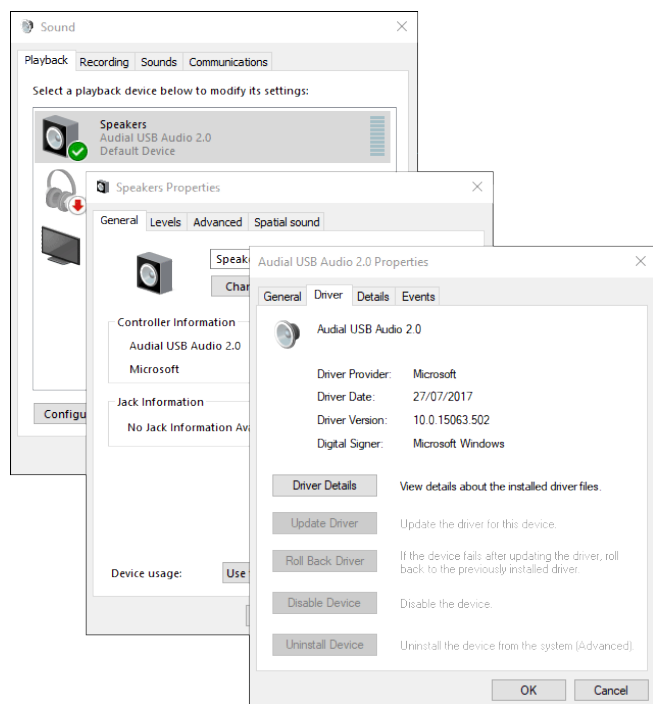 Sound
Playback Recording Sounds Communications
Select a playback device below to modify its settings:
Speakers
Audial USB Audio 2.0
Default Device
Speakers Properties
General Levels Advanced Spatial sound
Controller Information
Audial USB Audio 2.0
Microsoft
Jack Information
No Jack Information
Device usage:
Use
Audial USB Audio 2.0 Properties
General Driver Details Events
Audial USB Audio 2.0
Driver Provider: Microsoft
Driver Date: 27/07/2017
Driver Version: 10.0.15063.502
Digital Signer: Microsoft Windows
Driver Details View details about the installed driver files.
Update Driver Update the driver for this device.
Roll Back Driver If the device fails after updating the driver, roll
back to the previously installed driver.
Disable Device Disable the device.
Uninstall Device Uninstall the device from the system (Advanced).
OK Cancel